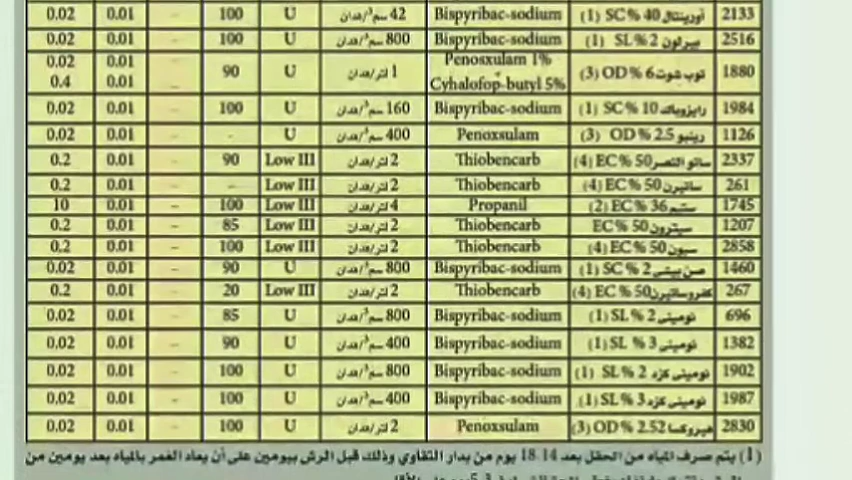 2133 أورينتال 40 % SC (1) Bispyribac-sodium 42 سم³/فدان U 100 – 0.01 0.02
2516 بيرلون 2 % SL (1) Bispyribac-sodium 800 سم³/فدان U 100 – 0.01 0.02
1880 توب شوت 6 % OD (3) Penosxulam 1% + Cyhalofop-butyl 5% 1 لتر/فدان U 90 – 0.01 0.01 0.02 0.4
1984 رايزوباك 10 % SC (1) Bispyribac-sodium 160 سم³/فدان U 100 – 0.01 0.02
1126 رينبو 2.5 % OD (3) Penoxsulam 400 سم³/فدان U - – 0.01 0.02
2337 ساتو النصر 50 % EC (4) Thiobencarb 2 لتر/فدان Low III 90 – 0.01 0.2
261 ساتيرن 50 % EC (4) Thiobencarb 2 لتر/فدان Low III – – 0.01 0.2
1745 ستم 36 % EC (2) Propanil 4 لتر/فدان Low III 100 – 0.01 10
1207 سيترون 50 % EC Thiobencarb 2 لتر/فدان Low III 85 – 0.01 0.2
2858 سيون 50 % EC (4) Thiobencarb 2 لتر/فدان Low III 100 – 0.01 0.2
1460 صن بيتى 2 % SC (1) Bispyribac-sodium 800 سم³/فدان U 90 – 0.01 0.02
267 كفروساتيرن 50 % EC (4) Thiobencarb 2 لتر/فدان Low III 20 – 0.01 0.2
696 نومينى 2 % SL (1) Bispyribac-sodium 800 سم³/فدان U 85 – 0.01 0.02
1382 نومينى 3 % SL (1) Bispyribac-sodium 400 سم³/فدان U 90 – 0.01 0.02
1902 نومينى كزد 2 % SL (1) Bispyribac-sodium 800 سم³/فدان U 100 – 0.01 0.02
1987 نومينى كزد 3 % SL (1) Bispyribac-sodium 400 سم³/فدان U 100 – 0.01 0.02
2830 هيروكسا 2.52 % OD (3) Penoxsulam 2 لتر/فدان U 100 – 0.01 0.02
(1) يتم صرف المياه من الحقل بعد 14-18 يوم من بدار التقاوي وذلك قبل الرش بيومين على أن يعاد الغمر بالمياه بعد يومين من